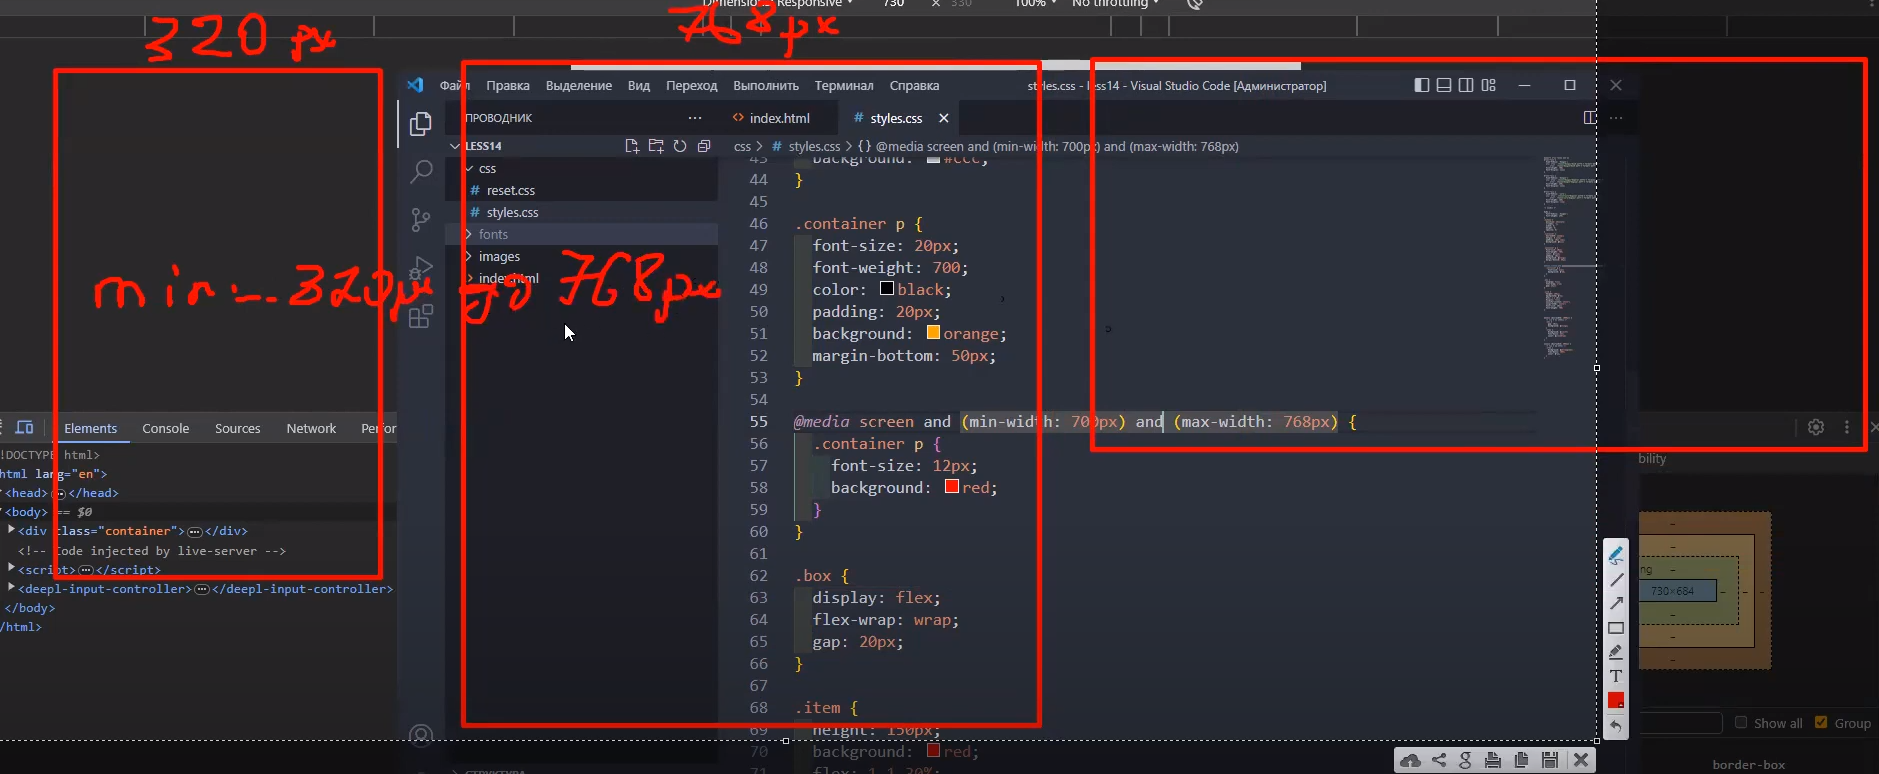 Dimensions: Responsive 730 × 330 100% No throttling
320 px
768px
Файл Правка Выделение Вид Переход Выполнить Терминал Справка
styles.css - less14 - Visual Studio Code [Администратор]
ПРОВОДНИК ...
index.html
# styles.css
LESS14
css > # styles.css > {} @media screen and (min-width: 700px) and (max-width: 768px)
css
# reset.css
# styles.css
fonts
images
index.html
min - 320px до 768px
43 background: #ccc;
44 }
45
46 .container p {
47 font-size: 20px;
48 font-weight: 700;
49 color: black;
50 padding: 20px;
51 background: orange;
52 margin-bottom: 50px;
53 }
54
55 @media screen and (min-width: 700px) and (max-width: 768px) {
56 .container p {
57 font-size: 12px;
58 background: red;
59 }
60 }
61
62 .box {
63 display: flex;
64 flex-wrap: wrap;
65 gap: 20px;
66 }
67
68 .item {
69 height: 150px;
70 background: red;
71 flex: 1 1 30%;
Elements Console Sources Network Perfor
!DOCTYPE html>
html lang="en">
<head> ... </head>
<body> == $0
<div class="container"> ... </div>
<!-- Code injected by live-server -->
<script> ... </script>
<deepl-input-controller> ... </deepl-input-controller>
</body>
/html>
bility
ng
730×684
Show all Group
border-box
СТРУКТУРА